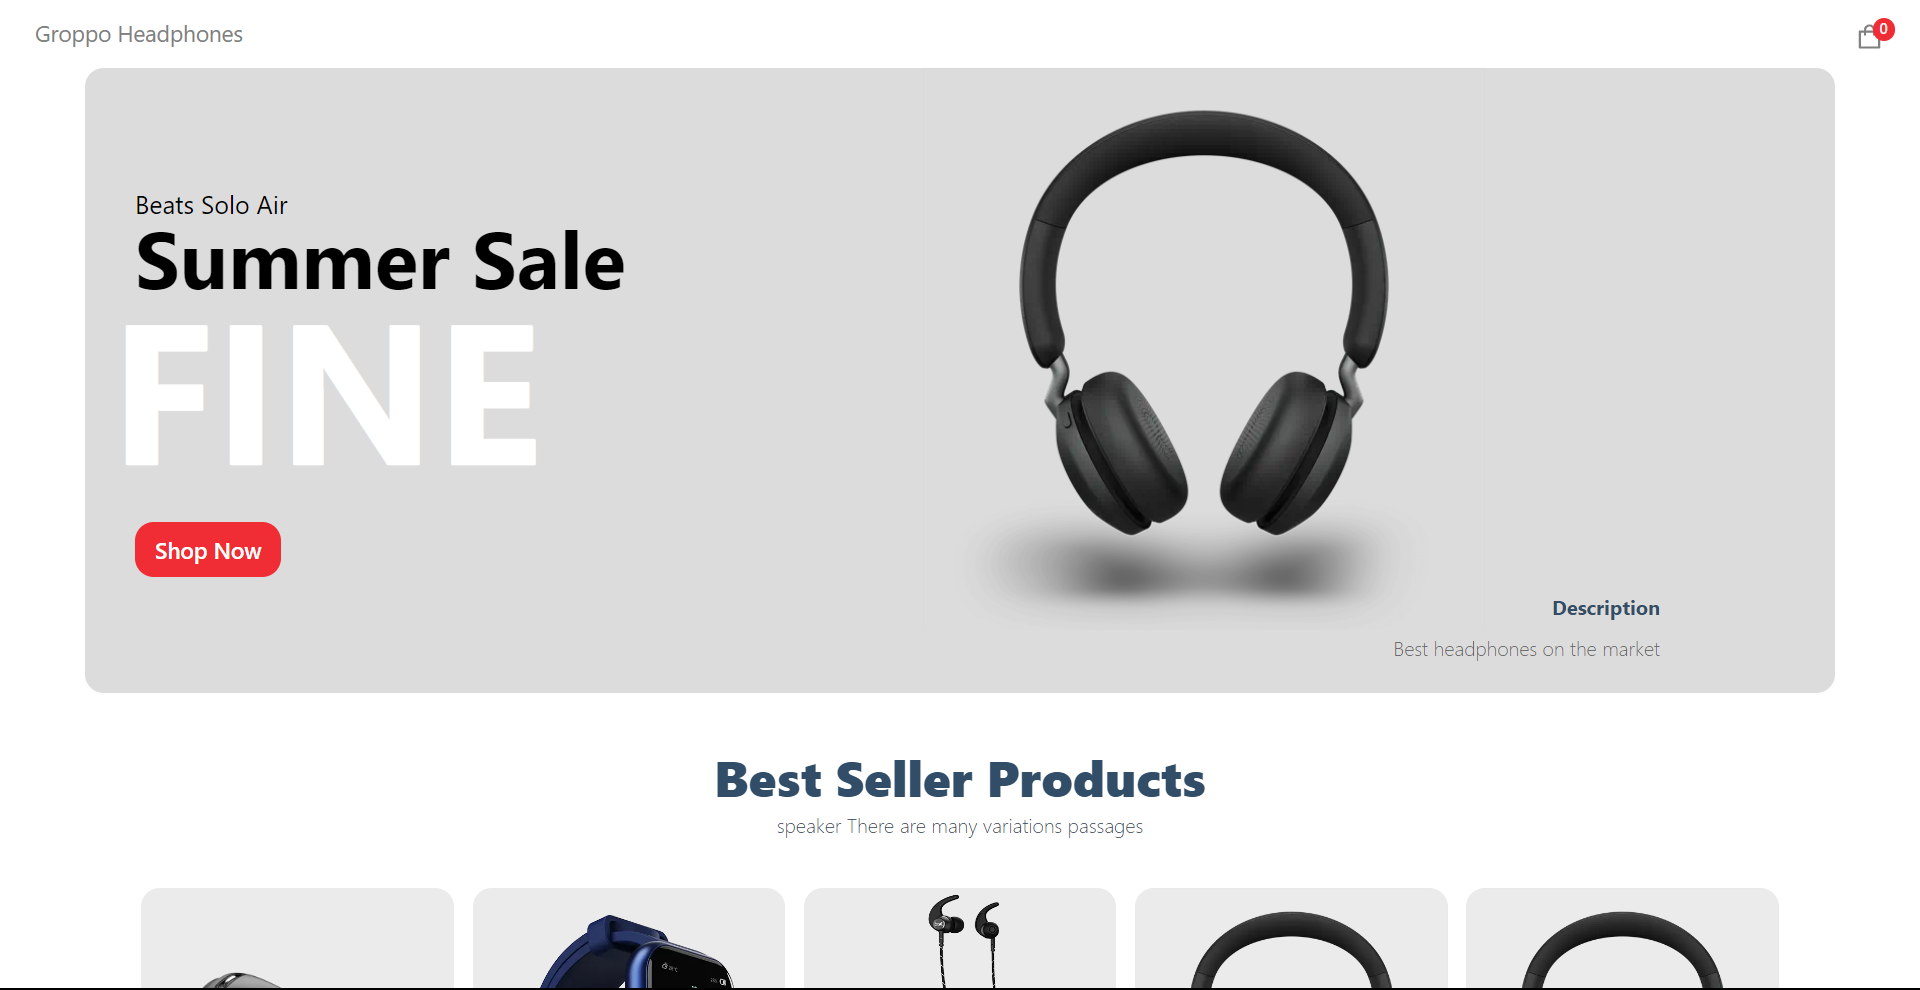 Groppo Headphones
0
Beats Solo Air
Summer Sale
FINE
Shop Now
Description
Best headphones on the market
Best Seller Products
speaker There are many variations passages